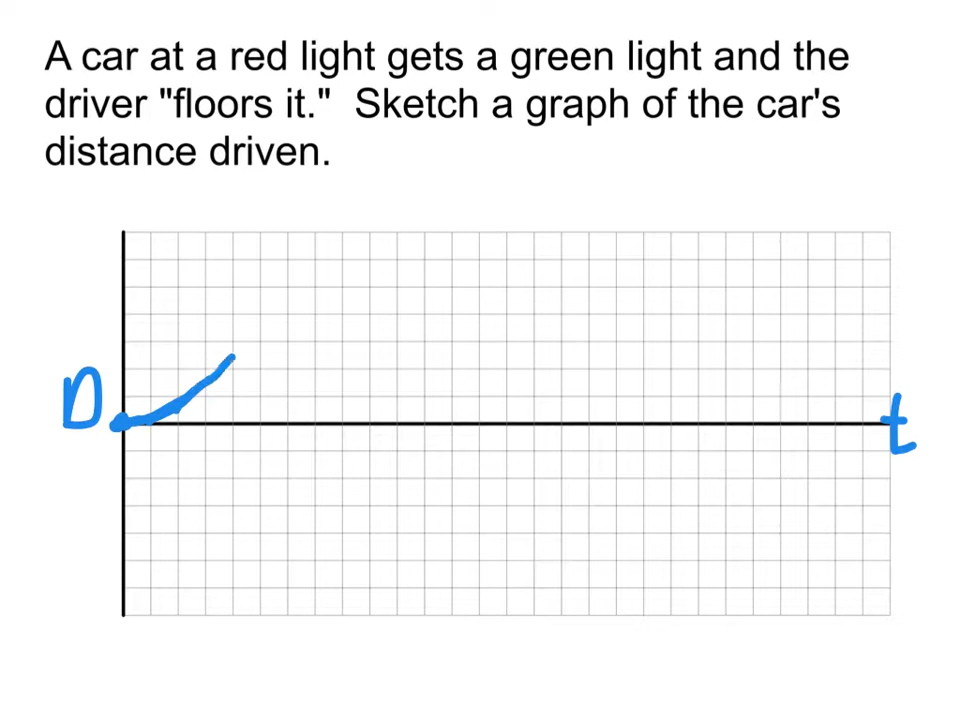 A car at a red light gets a green light and the
driver "floors it."  Sketch a graph of the car's
distance driven.
D
t